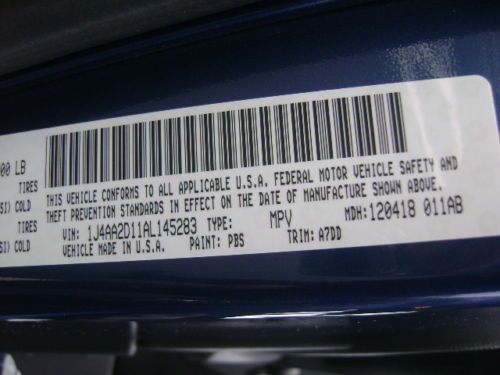 00 LB
TIRES
SI) COLD
TIRES
SI) COLD
THIS VEHICLE CONFORMS TO ALL APPLICABLE U.S.A. FEDERAL MOTOR VEHICLE SAFETY AND
THEFT PREVENTION STANDARDS IN EFFECT ON THE DATE OF MANUFACTURE SHOWN ABOVE.
VIN: 1J4AA2D11AL145283 TYPE: MPV MDH:120418 011AB
VEHICLE MADE IN U.S.A. PAINT: PBS TRIM: A7DD